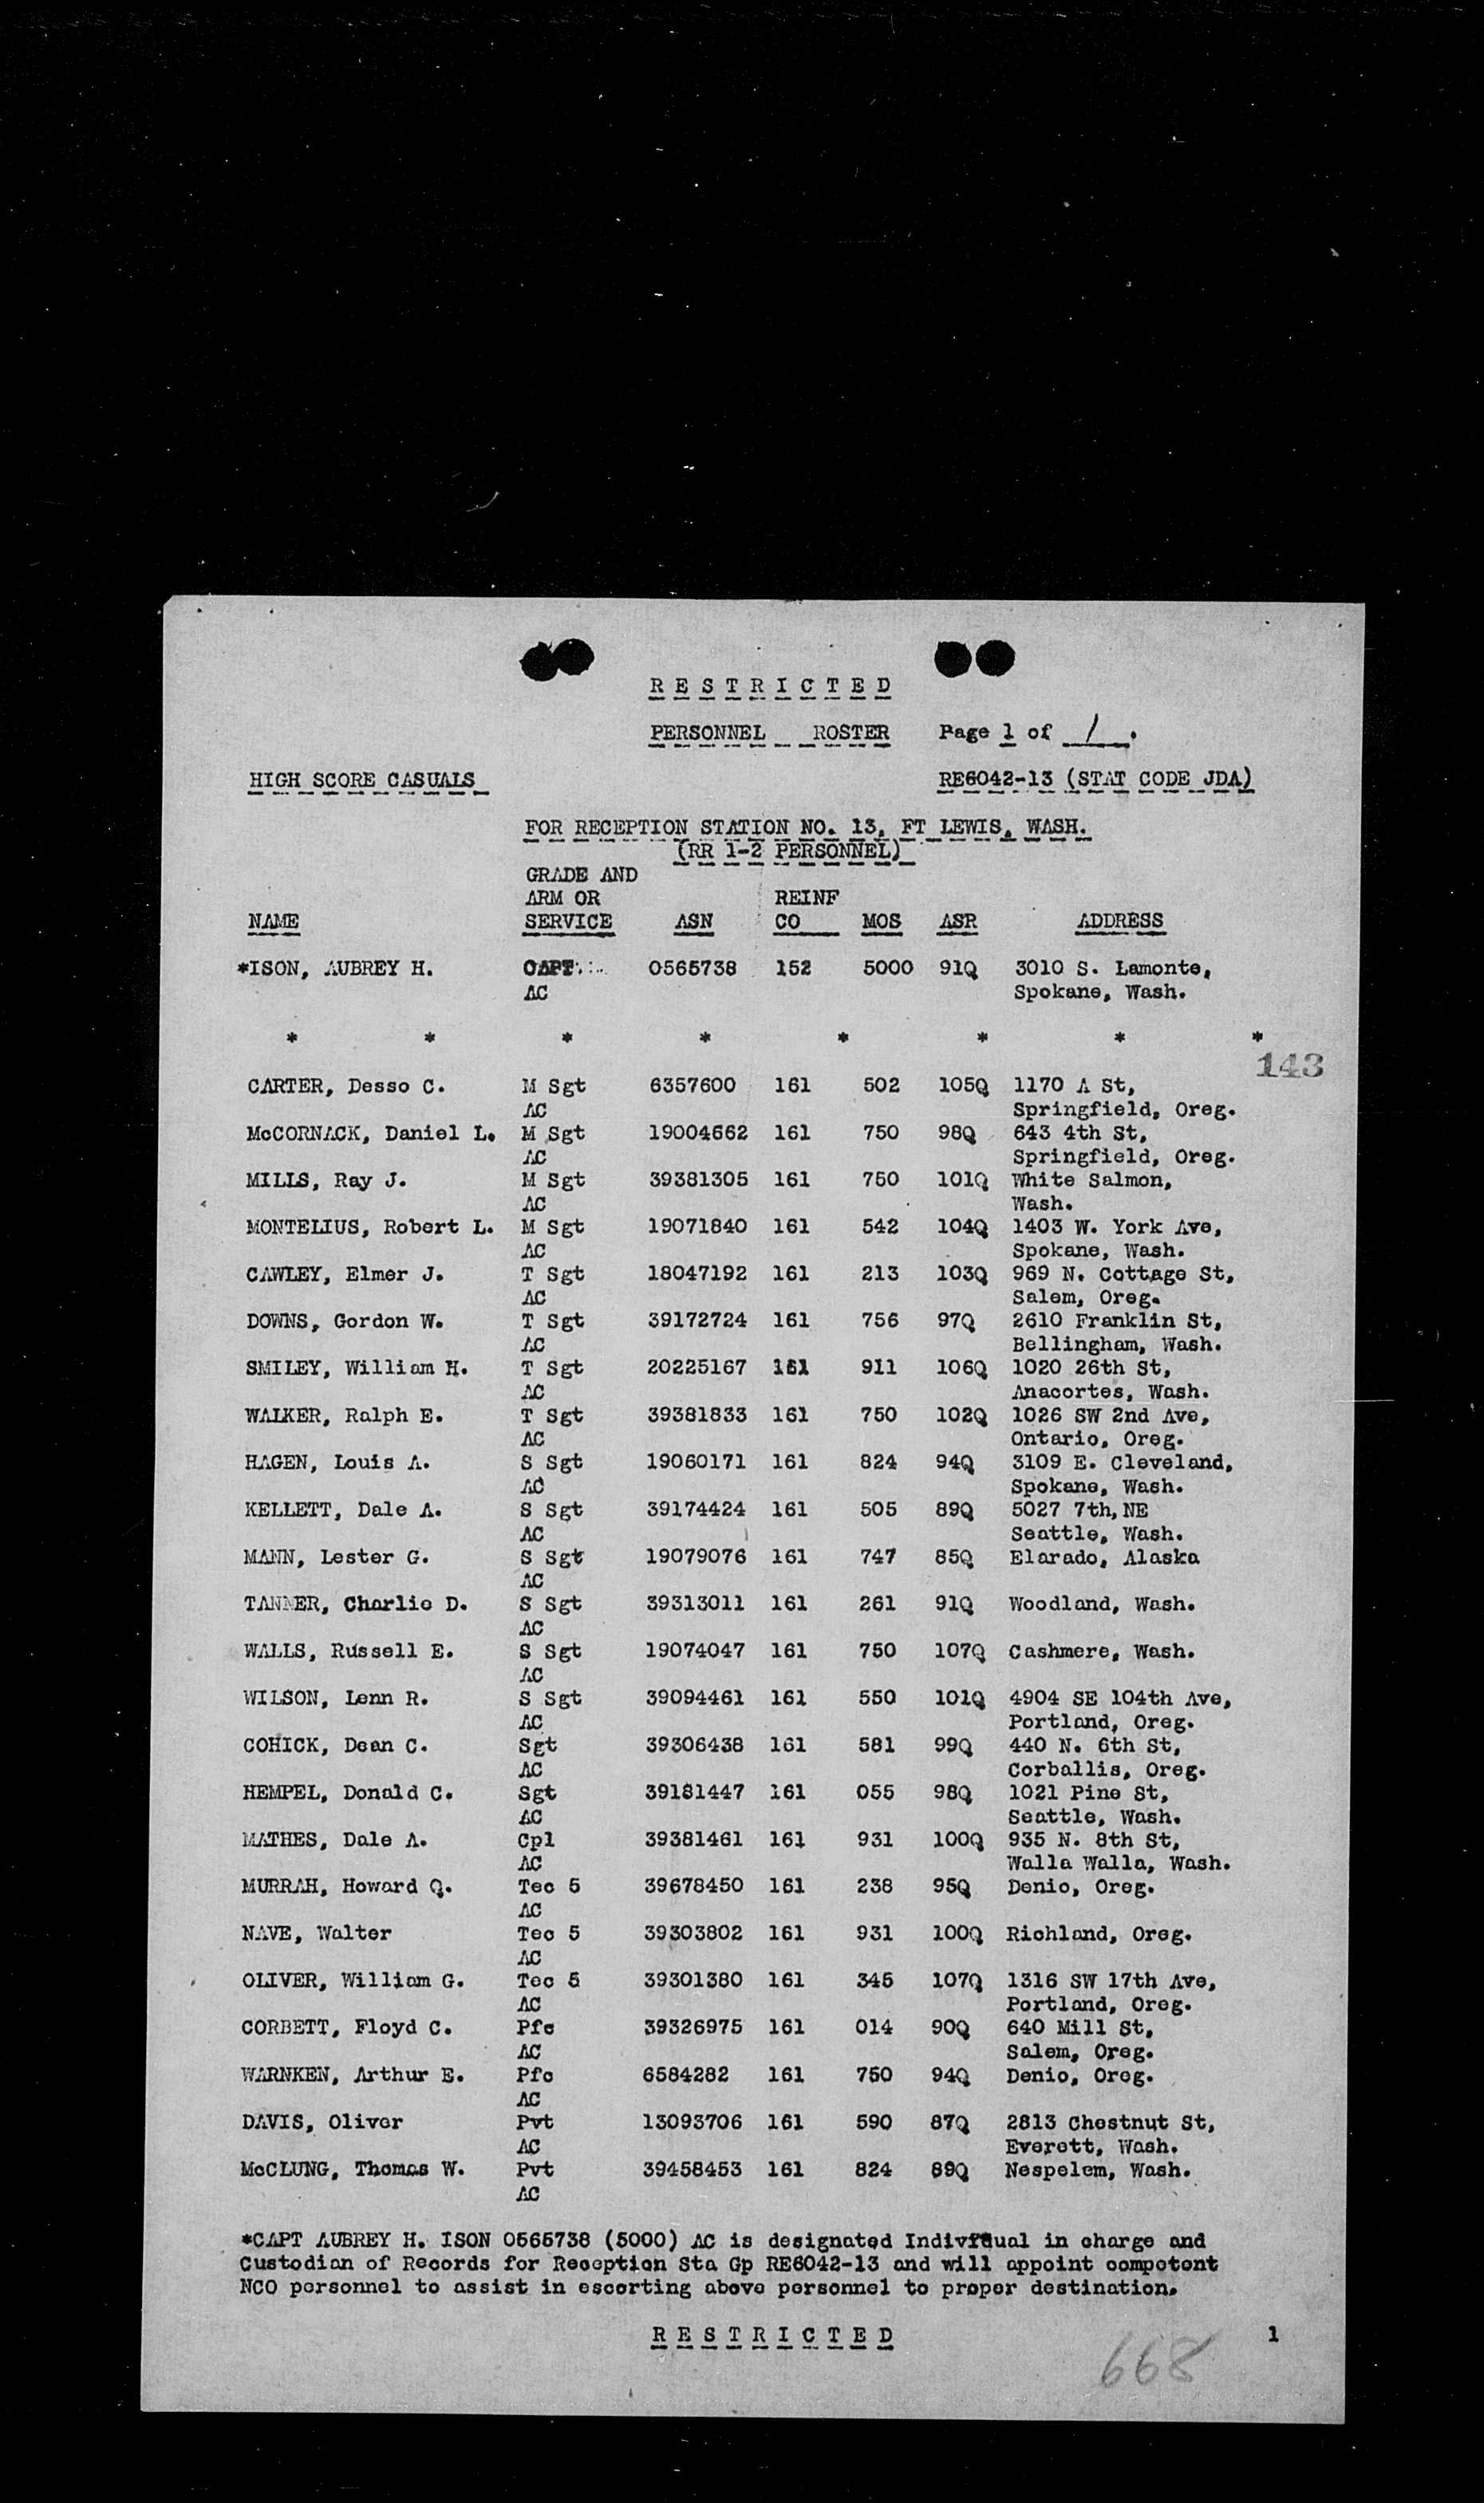 RESTRICTED
PERSONNEL ROSTER Page 1 of 1.
HIGH SCORE CASUALS RE6042-13 (STAT CODE JDA)
FOR RECEPTION STATION NO. 13, FT LEWIS, WASH.
(RR 1-2 PERSONNEL)
GRADE AND
ARM OR REINF
NAME SERVICE ASN CO MOS ASR ADDRESS
*ISON, AUBREY H. CAPT 0565738 152 5000 91Q 3010 S. Lamonte,
AC Spokane, Wash.
* * * * * * * *
143
CARTER, Desso C. M Sgt 6357600 161 502 105Q 1170 A St,
AC Springfield, Oreg.
McCORNACK, Daniel L. M Sgt 19004662 161 750 98Q 643 4th St,
AC Springfield, Oreg.
MILLS, Ray J. M Sgt 39381305 161 750 101Q White Salmon,
AC Wash.
MONTELIUS, Robert L. M Sgt 19071840 161 542 104Q 1403 W. York Ave,
AC Spokane, Wash.
CAWLEY, Elmer J. T Sgt 18047192 161 213 103Q 969 N. Cottage St,
AC Salem, Oreg.
DOWNS, Gordon W. T Sgt 39172724 161 756 97Q 2610 Franklin St,
AC Bellingham, Wash.
SMILEY, William H. T Sgt 20225167 161 911 106Q 1020 26th St,
AC Anacortes, Wash.
WALKER, Ralph E. T Sgt 39381833 161 750 102Q 1026 SW 2nd Ave,
AC Ontario, Oreg.
HAGEN, Louis A. S Sgt 19060171 161 824 94Q 3109 E. Cleveland,
AC Spokane, Wash.
KELLETT, Dale A. S Sgt 39174424 161 505 89Q 5027 7th, NE
AC Seattle, Wash.
MANN, Lester G. S Sgt 19079076 161 747 85Q Elarado, Alaska
AC
TANNER, Charlie D. S Sgt 39313011 161 261 91Q Woodland, Wash.
AC
WALLS, Russell E. S Sgt 19074047 161 750 107Q Cashmere, Wash.
AC
WILSON, Lenn R. S Sgt 39094461 161 550 101Q 4904 SE 104th Ave,
AC Portland, Oreg.
COHICK, Dean C. Sgt 39306438 161 581 99Q 440 N. 6th St,
AC Corballis, Oreg.
HEMPEL, Donald C. Sgt 39181447 161 055 98Q 1021 Pine St,
AC Seattle, Wash.
MATHES, Dale A. Cpl 39381461 161 931 100Q 935 N. 8th St,
AC Walla Walla, Wash.
MURRAH, Howard Q. Tec 5 39678450 161 238 95Q Denio, Oreg.
AC
NAVE, Walter Tec 5 39303802 161 931 100Q Richland, Oreg.
AC
OLIVER, William G. Tec 5 39301380 161 345 107Q 1316 SW 17th Ave,
AC Portland, Oreg.
CORBETT, Floyd C. Pfc 39326975 161 014 90Q 640 Mill St,
AC Salem, Oreg.
WARNKEN, Arthur E. Pfc 6584282 161 750 94Q Denio, Oreg.
AC
DAVIS, Oliver Pvt 13093706 161 590 87Q 2813 Chestnut St,
AC Everett, Wash.
McCLUNG, Thomas W. Pvt 39458453 161 824 89Q Nespelem, Wash.
AC
*CAPT AUBREY H. ISON 0565738 (5000) AC is designated Individual in charge and
Custodian of Records for Reception Sta Gp RE6042-13 and will appoint competent
NCO personnel to assist in escorting above personnel to proper destination.
RESTRICTED 1
668